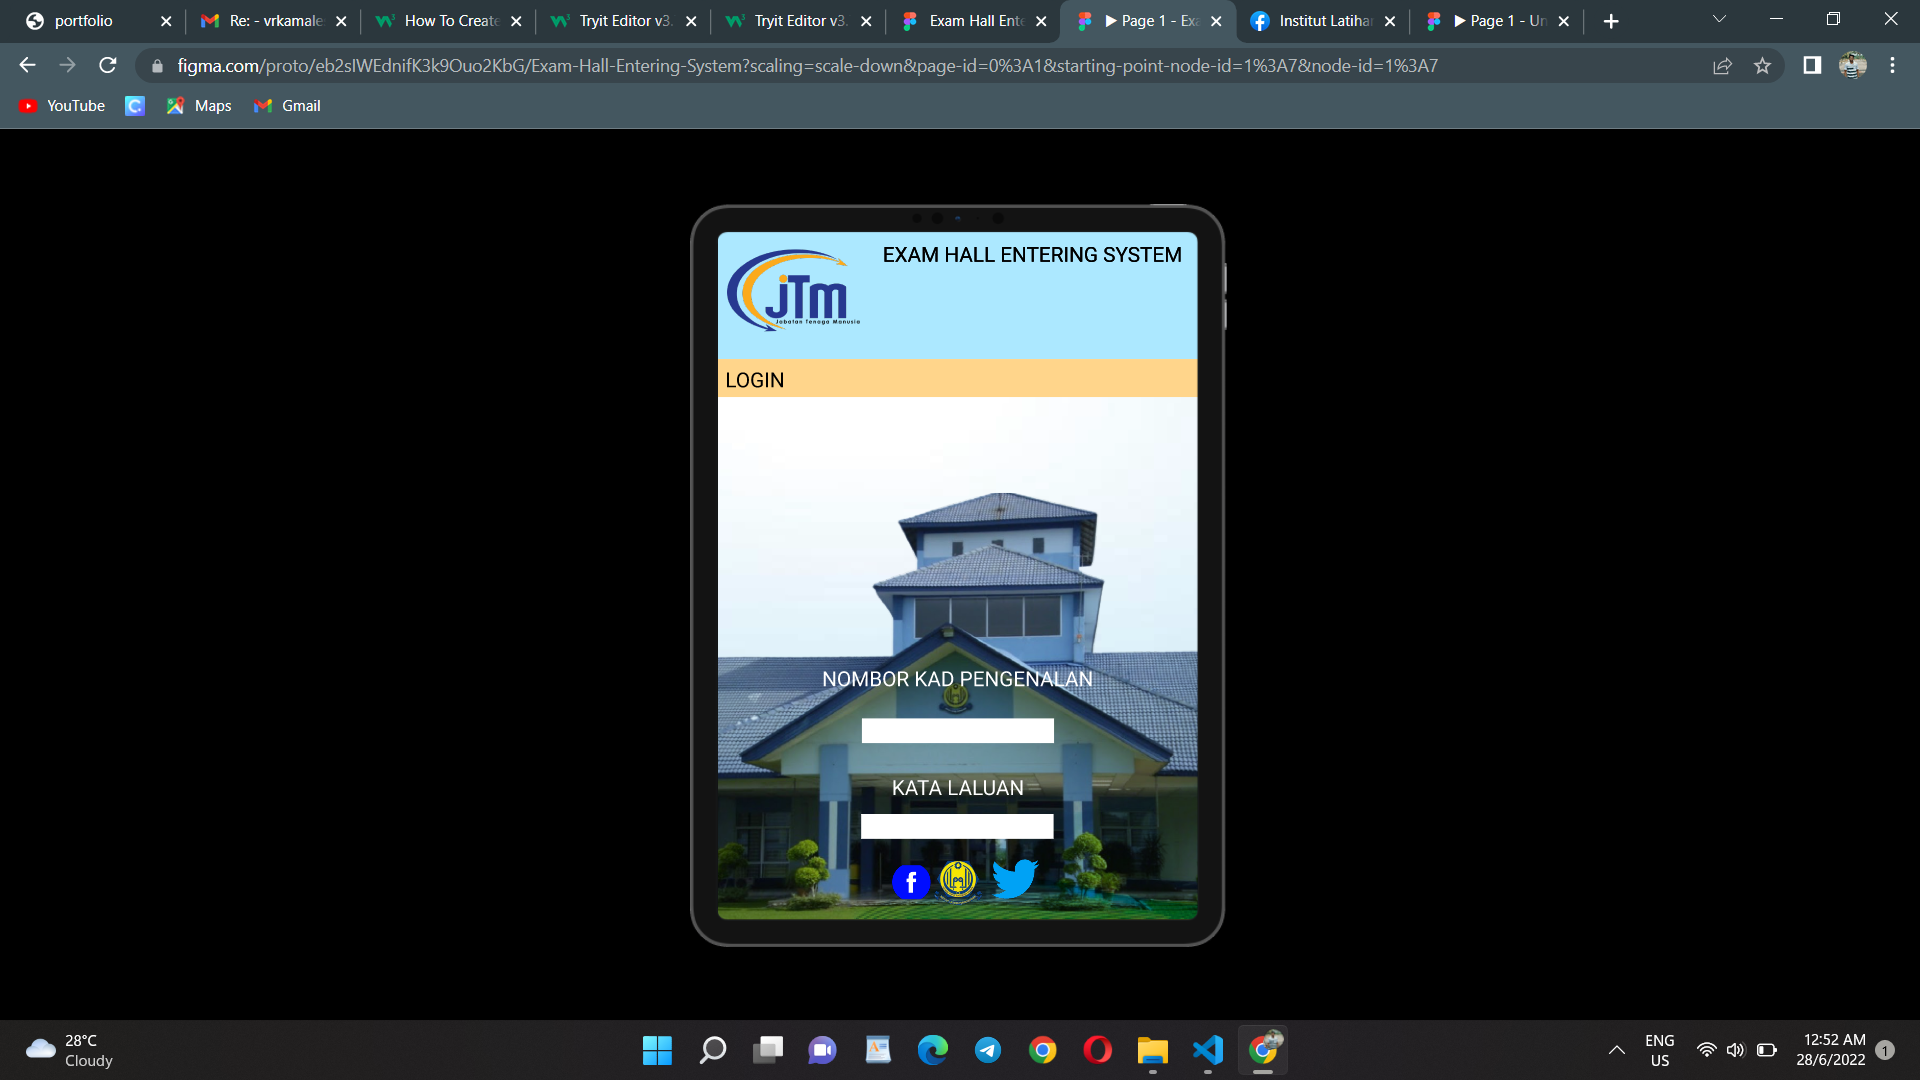 portfolio
Re: - vrkamale
How To Create
Tryit Editor v3.
Tryit Editor v3.
Exam Hall Ente
▶ Page 1 - Exa
Institut Latihan
▶ Page 1 - Un
figma.com/proto/eb2sIWEdnifK3k9Ouo2KbG/Exam-Hall-Entering-System?scaling=scale-down&page-id=0%3A1&starting-point-node-id=1%3A7&node-id=1%3A7
YouTube
Maps
Gmail
EXAM HALL ENTERING SYSTEM
jTm
Jabatan Tenaga Manusia
LOGIN
NOMBOR KAD PENGENALAN
KATA LALUAN
28°C
Cloudy
ENG
US
12:52 AM
28/6/2022
1